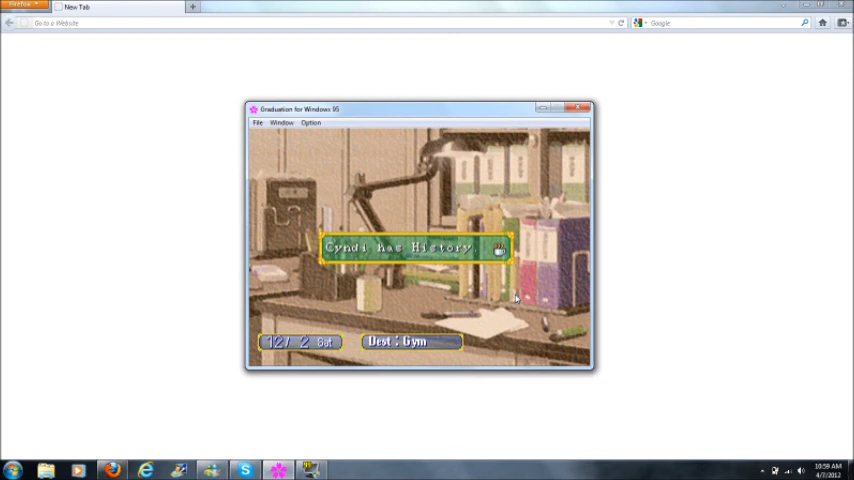 Firefox
New Tab
Go to a Website
Google
Graduation for Windows 95
File Window Option
Cyndi has History.
12/ 2 Sat
Dest : Gym
10:59 AM
4/7/2012